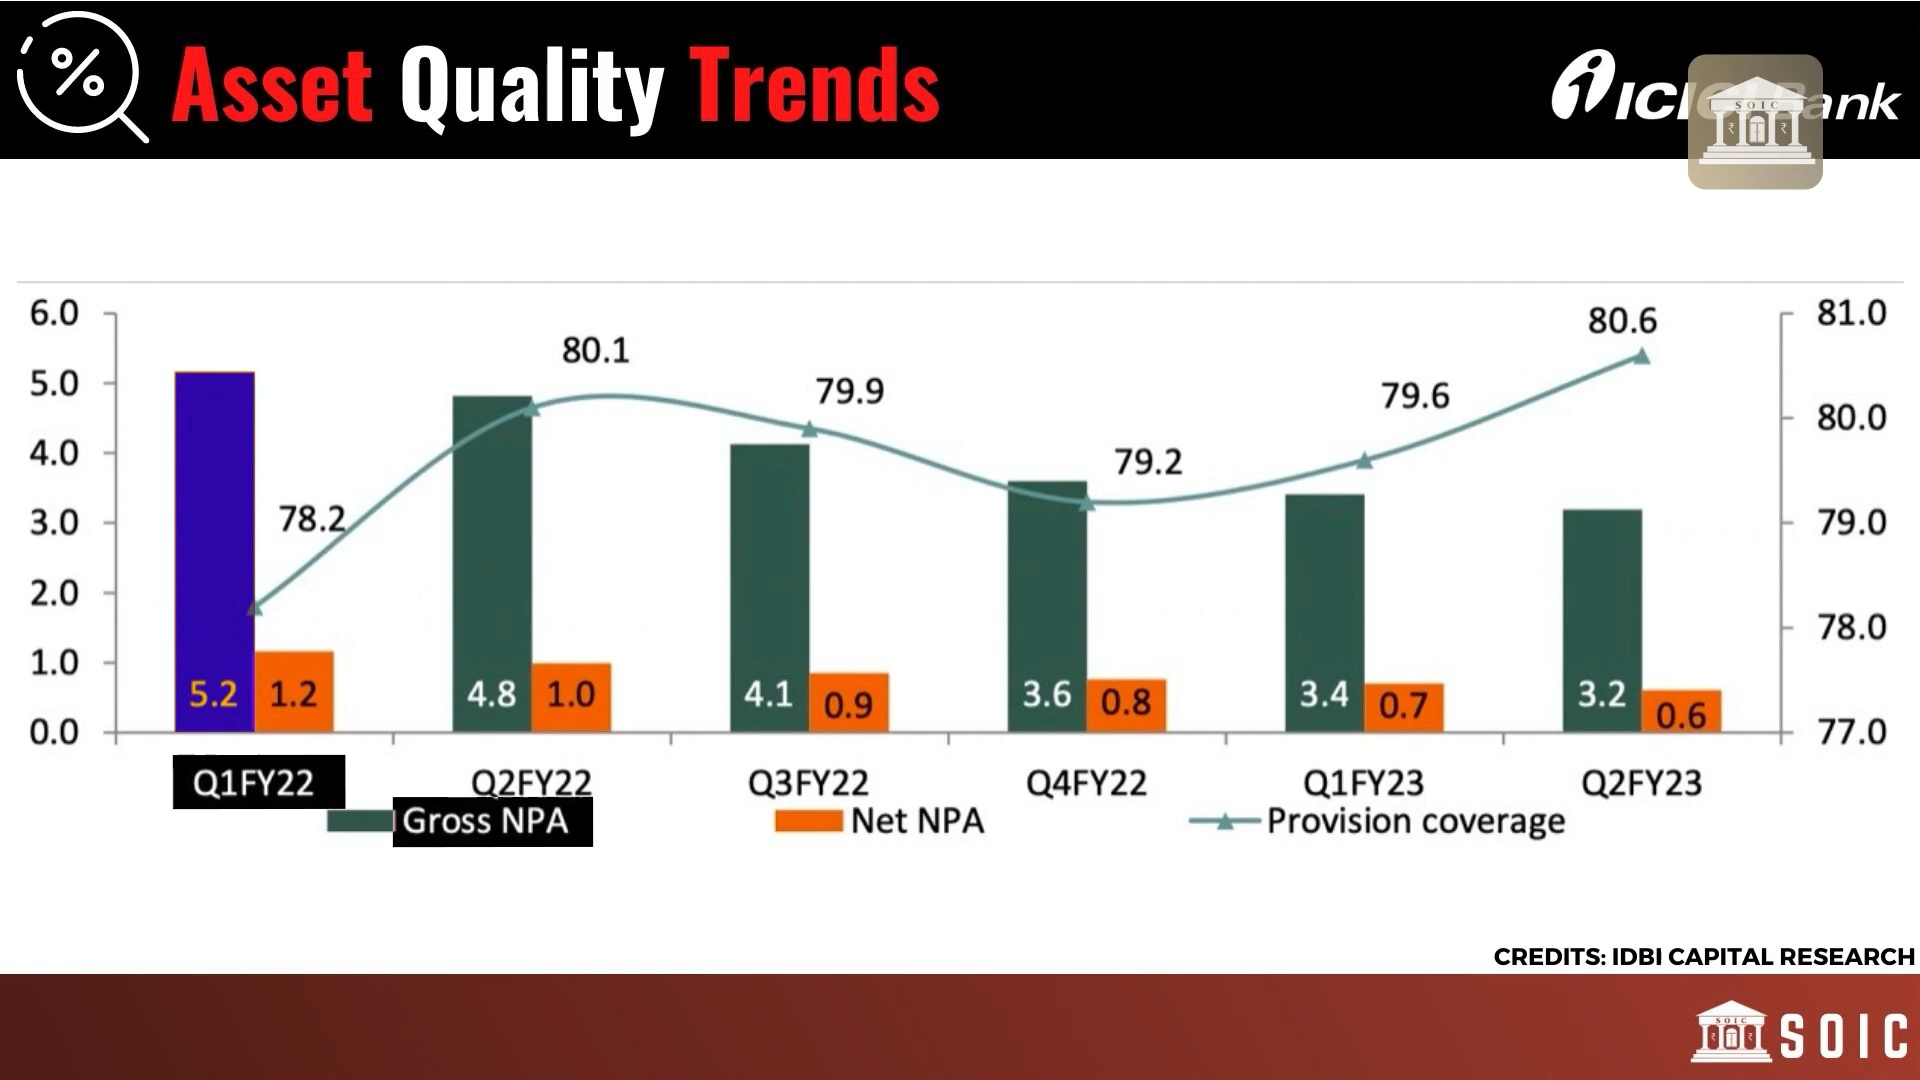 Asset Quality Trends
ICICI Bank
SOIC
6.0
5.0
4.0
3.0
2.0
1.0
0.0
81.0
80.0
79.0
78.0
77.0
78.2
80.1
79.9
79.2
79.6
80.6
5.2 1.2 4.8 1.0 4.1 0.9 3.6 0.8 3.4 0.7 3.2 0.6
Q1FY22 Q2FY22 Q3FY22 Q4FY22 Q1FY23 Q2FY23
Gross NPA Net NPA Provision coverage
CREDITS: IDBI CAPITAL RESEARCH
SOIC
SOIC